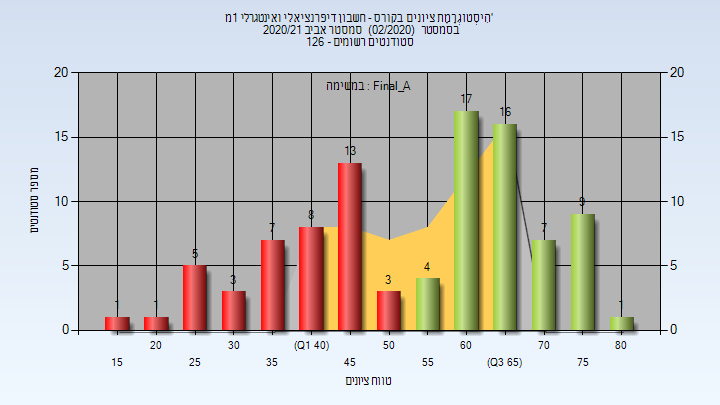 'הִיסְטוֹגְרָמַת ציונים בקורס - חשבון דיפרנציאלי ואינטגרלי 1מ
בסמסטר (02/2020) סמסטר אביב 2020/21
סטודנטים רשומים - 126
במשימה : Final_A
מספר סטודנטים
20 20
15 15
10 10
5 5
0 0
1 1 5 3 7 8 13 3 4 17 16 7 9 1
20 30 (Q1 40) 50 60 70 80
15 25 35 45 55 (Q3 65) 75
טווח ציונים